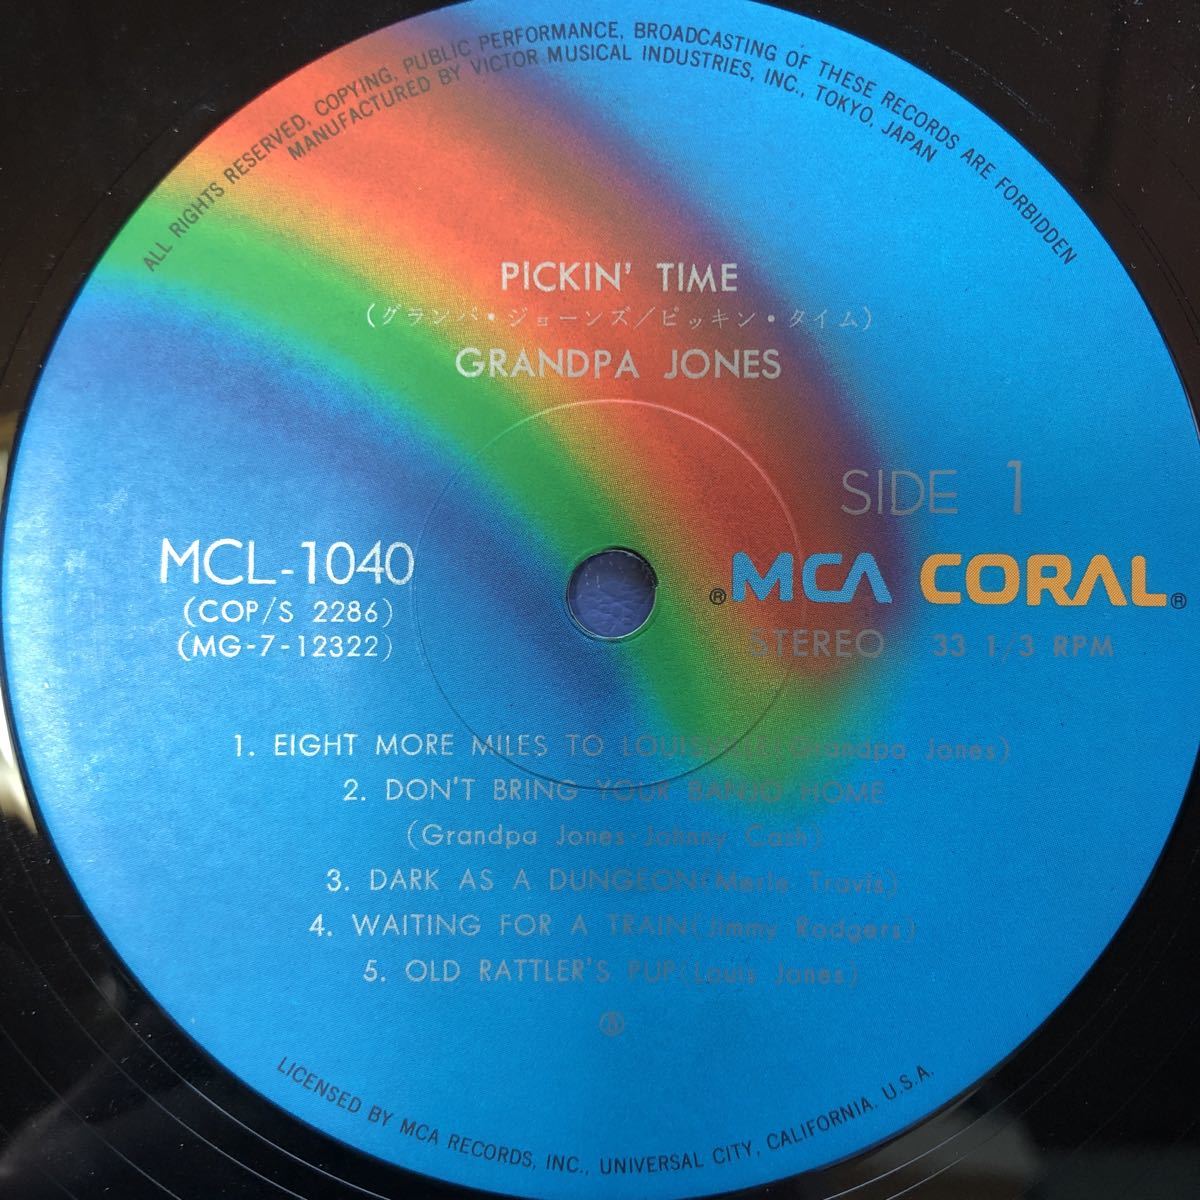 ALL RIGHTS RESERVED, COPYING, PUBLIC PERFORMANCE, BROADCASTING OF THESE RECORDS ARE FORBIDDEN
MANUFACTURED BY VICTOR MUSICAL INDUSTRIES, INC., TOKYO, JAPAN
PICKIN' TIME
(グランパ・ジョーンズ/ピッキン・タイム)
GRANDPA JONES
SIDE 1
MCL-1040
(COP/S 2286)
(MG-7-12322)
®MCA CORAL®
STEREO 33 1/3 RPM
1. EIGHT MORE MILES TO LOUISVILLE(Grandpa Jones)
2. DON'T BRING YOUR BANJO HOME
(Grandpa Jones-Johnny Cash)
3. DARK AS A DUNGEON(Merle Travis)
4. WAITING FOR A TRAIN(Jimmy Rodgers)
5. OLD RATTLER'S PUP(Louis Jones)
LICENSED BY MCA RECORDS, INC., UNIVERSAL CITY, CALIFORNIA. U.S.A.